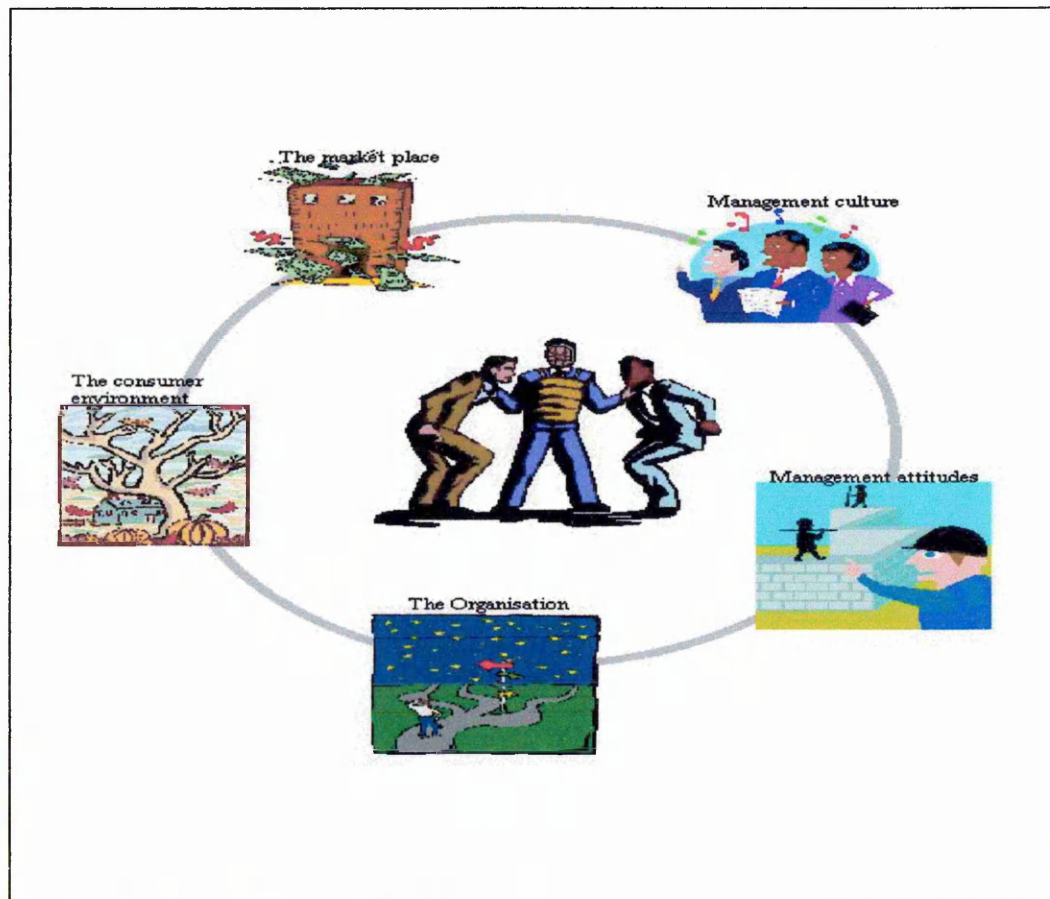 The market place
Management culture
The consumer
environment
Management attitudes
The Organisation